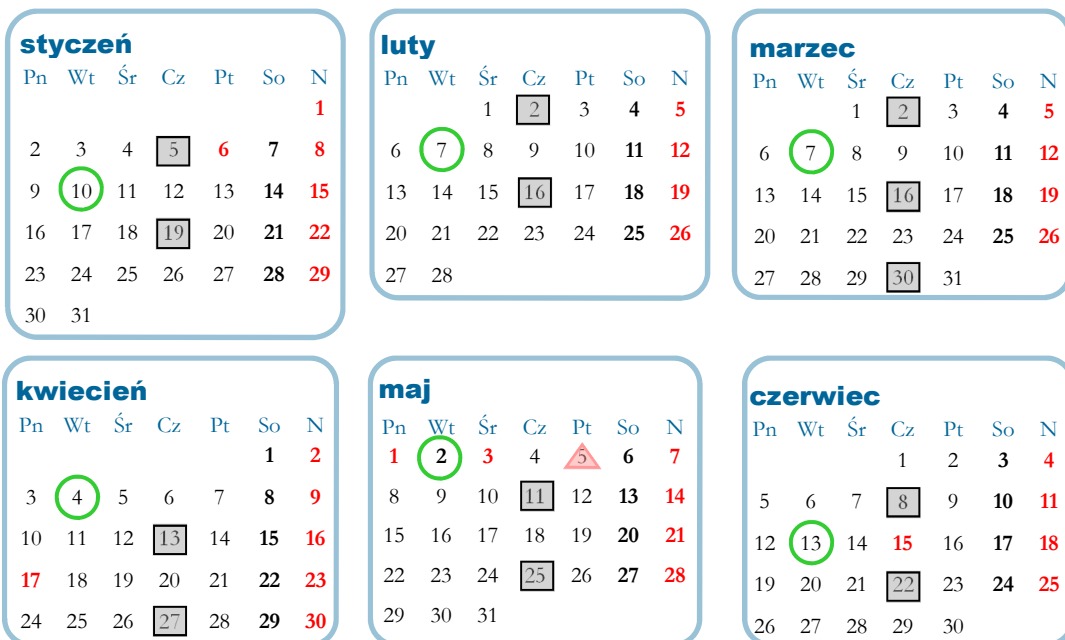 styczeń
Pn Wt Śr Cz Pt So N
1
2 3 4 5 6 7 8
9 10 11 12 13 14 15
16 17 18 19 20 21 22
23 24 25 26 27 28 29
30 31
luty
Pn Wt Śr Cz Pt So N
1 2 3 4 5
6 7 8 9 10 11 12
13 14 15 16 17 18 19
20 21 22 23 24 25 26
27 28
marzec
Pn Wt Śr Cz Pt So N
1 2 3 4 5
6 7 8 9 10 11 12
13 14 15 16 17 18 19
20 21 22 23 24 25 26
27 28 29 30 31
kwiecień
Pn Wt Śr Cz Pt So N
1 2
3 4 5 6 7 8 9
10 11 12 13 14 15 16
17 18 19 20 21 22 23
24 25 26 27 28 29 30
maj
Pn Wt Śr Cz Pt So N
1 2 3 4 5 6 7
8 9 10 11 12 13 14
15 16 17 18 19 20 21
22 23 24 25 26 27 28
29 30 31
czerwiec
Pn Wt Śr Cz Pt So N
1 2 3 4
5 6 7 8 9 10 11
12 13 14 15 16 17 18
19 20 21 22 23 24 25
26 27 28 29 30